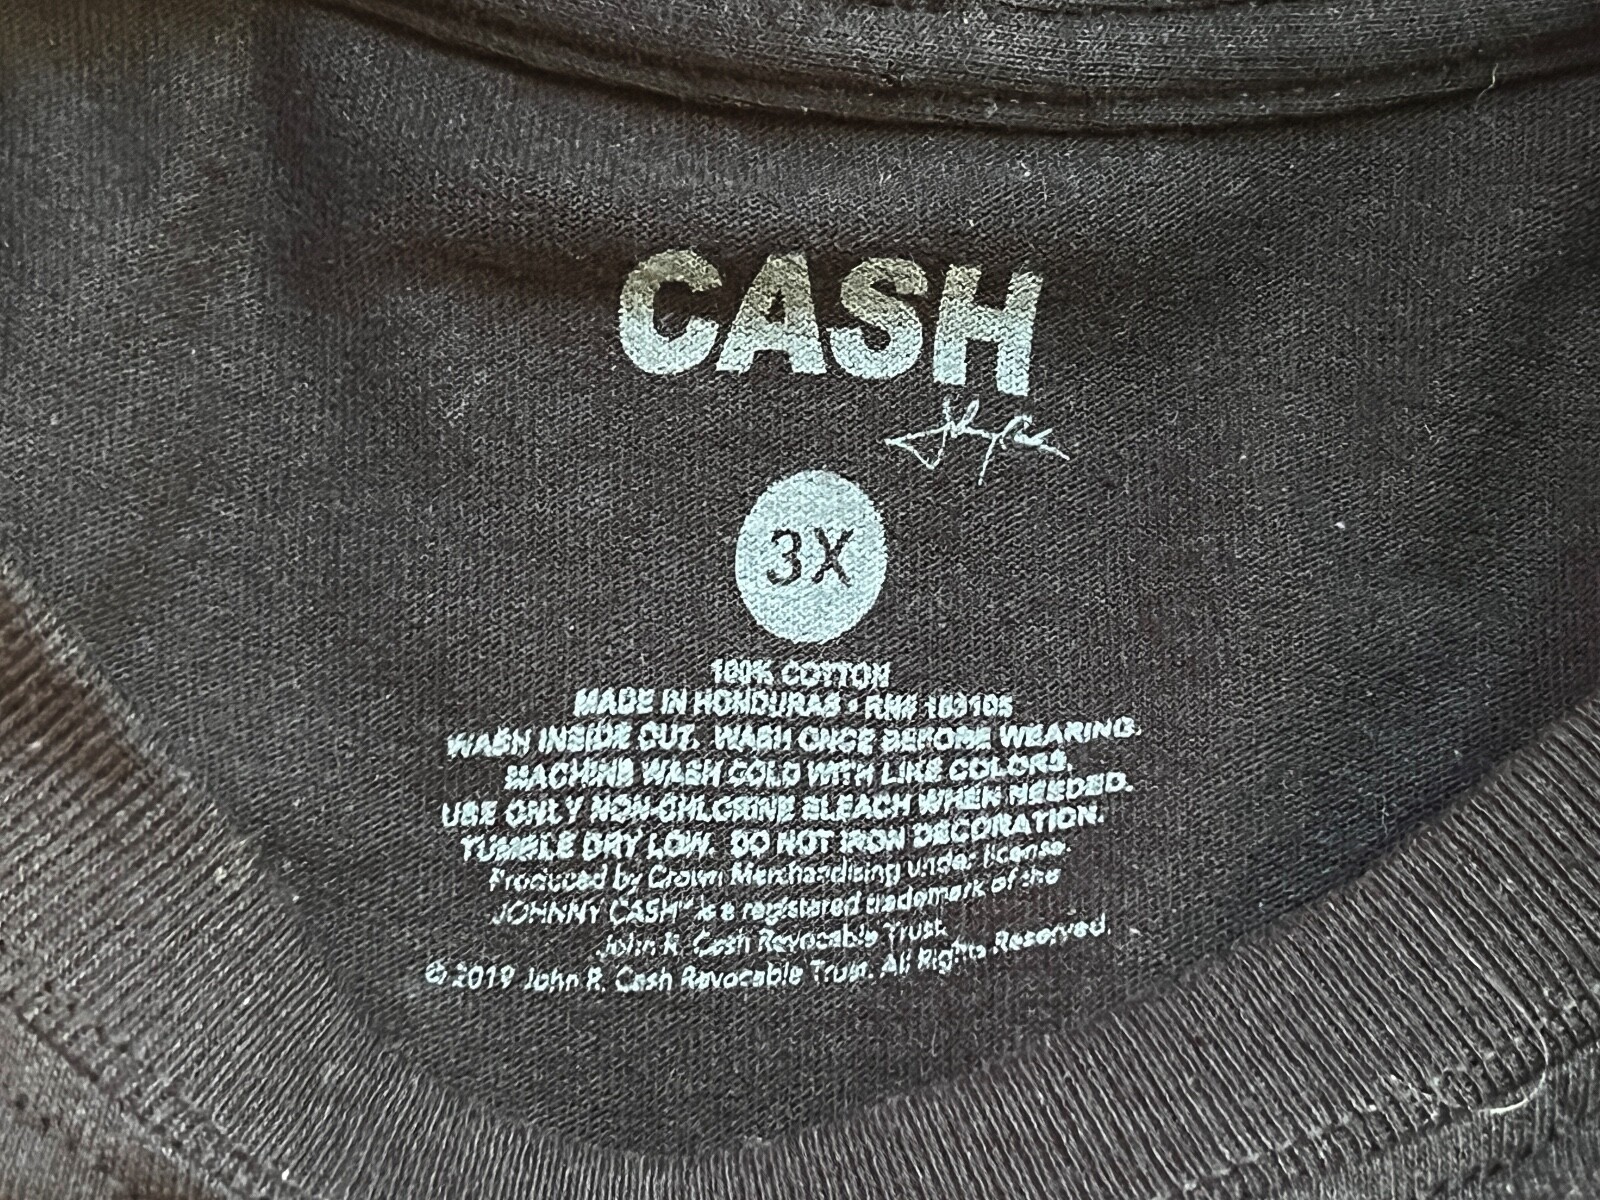 CASH
Johnny Cash
3X
100% COTTON
MADE IN HONDURAS • RN# 103105
WASH INSIDE OUT. WASH ONCE BEFORE WEARING.
MACHINE WASH COLD WITH LIKE COLORS.
USE ONLY NON-CHLORINE BLEACH WHEN NEEDED.
TUMBLE DRY LOW. DO NOT IRON DECORATION.
Produced by Crown Merchandising under license.
JOHNNY CASH™ is a registered trademark of the
John R. Cash Revocable Trust.
© 2019 John R. Cash Revocable Trust. All Rights Reserved.